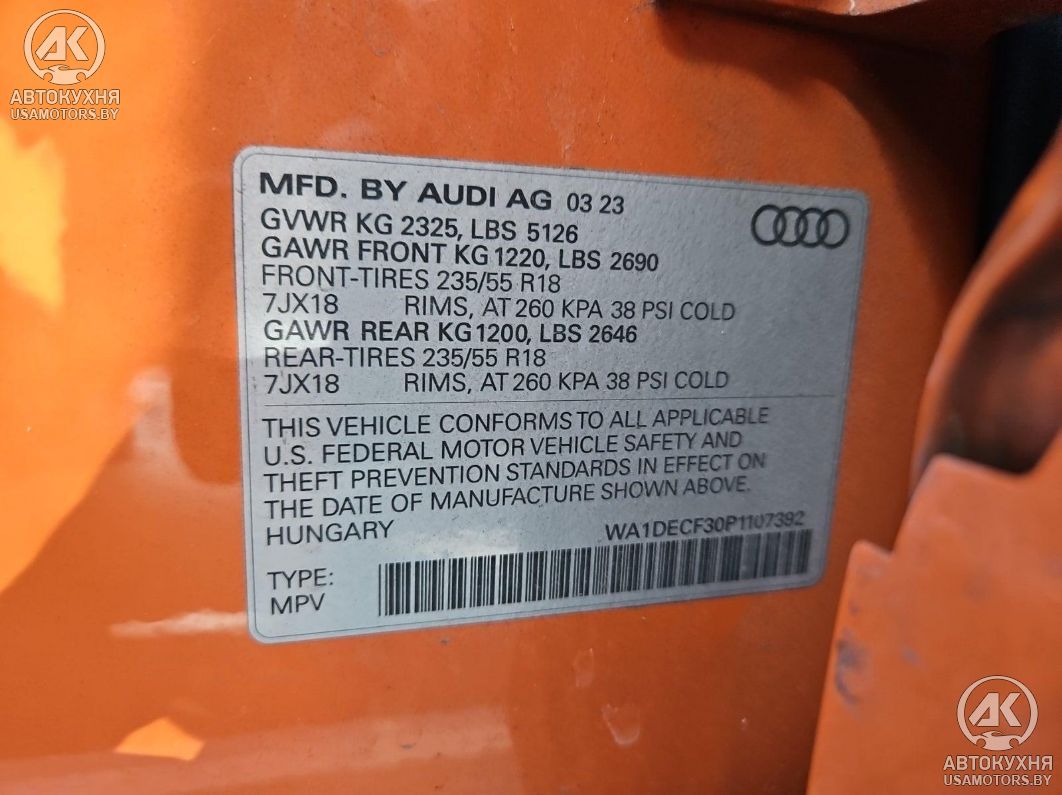 АК
АВТОКУХНЯ
USAMOTORS.BY
MFD. BY AUDI AG 03 23
GVWR KG 2325, LBS 5126
GAWR FRONT KG 1220, LBS 2690
FRONT-TIRES 235/55 R18
7JX18 RIMS, AT 260 KPA 38 PSI COLD
GAWR REAR KG 1200, LBS 2646
REAR-TIRES 235/55 R18
7JX18 RIMS, AT 260 KPA 38 PSI COLD
THIS VEHICLE CONFORMS TO ALL APPLICABLE
U.S. FEDERAL MOTOR VEHICLE SAFETY AND
THEFT PREVENTION STANDARDS IN EFFECT ON
THE DATE OF MANUFACTURE SHOWN ABOVE.
HUNGARY WA1DECF30P1107392
TYPE:
MPV
АК
АВТОКУХНЯ
USAMOTORS.BY